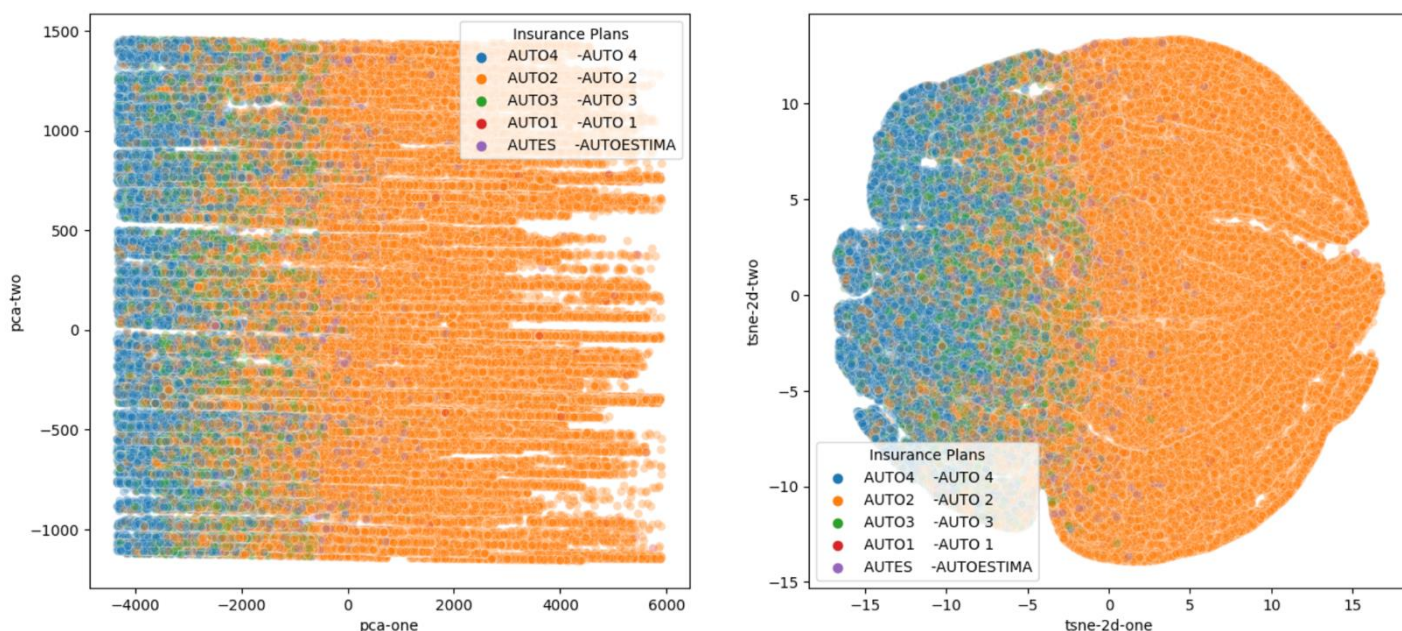 1500
1000
500
0
−500
−1000
pca-two
−4000 −2000 0 2000 4000 6000
pca-one
Insurance Plans
AUTO4 -AUTO 4
AUTO2 -AUTO 2
AUTO3 -AUTO 3
AUTO1 -AUTO 1
AUTES -AUTOESTIMA
10
5
0
−5
−10
−15
tsne-2d-two
−15 −10 −5 0 5 10 15
tsne-2d-one
Insurance Plans
AUTO4 -AUTO 4
AUTO2 -AUTO 2
AUTO3 -AUTO 3
AUTO1 -AUTO 1
AUTES -AUTOESTIMA